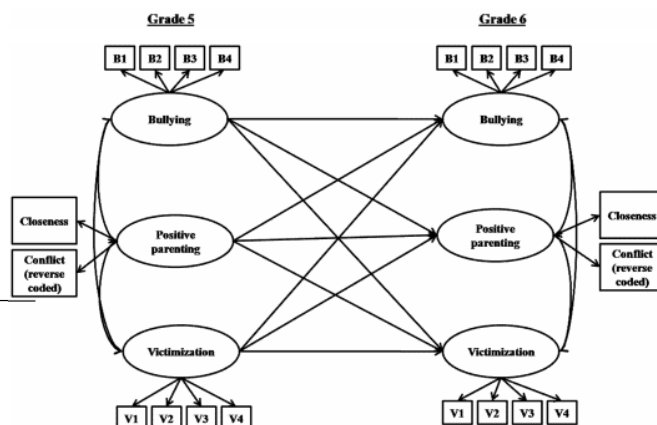 Grade 5
Grade 6
B1 B2 B3 B4
B1 B2 B3 B4
Bullying
Bullying
Closeness
Positive
parenting
Positive
parenting
Closeness
Conflict
(reverse
coded)
Conflict
(reverse
coded)
Victimization
Victimization
V1 V2 V3 V4
V1 V2 V3 V4